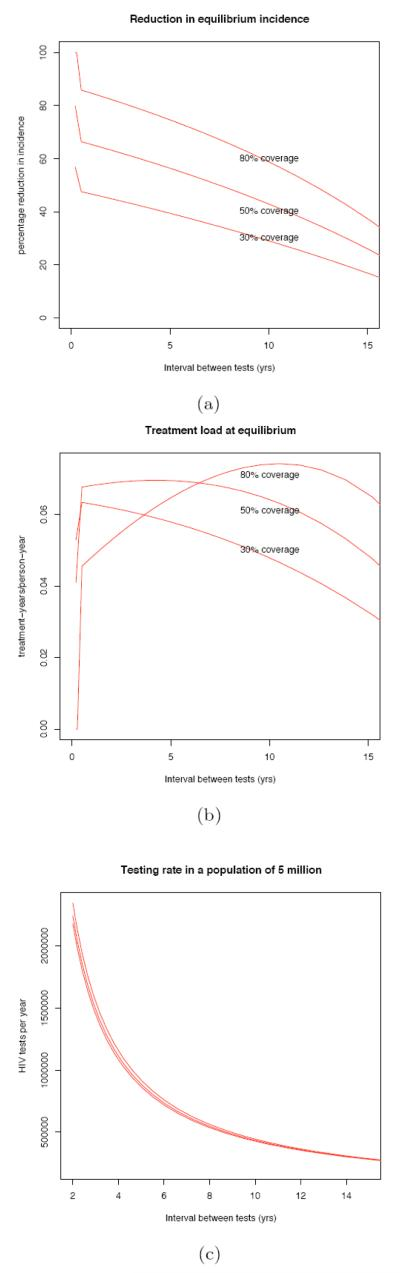 Reduction in equilibrium incidence
percentage reduction in incidence
100
80
60
40
20
0
80% coverage
50% coverage
30% coverage
0 5 10 15
Interval between tests (yrs)
(a)
Treatment load at equilibrium
treatment-years/person-year
0.06
0.04
0.02
0.00
80% coverage
50% coverage
30% coverage
0 5 10 15
Interval between tests (yrs)
(b)
Testing rate in a population of 5 million
HIV tests per year
2000000
1500000
1000000
500000
2 4 6 8 10 12 14
Interval between tests (yrs)
(c)